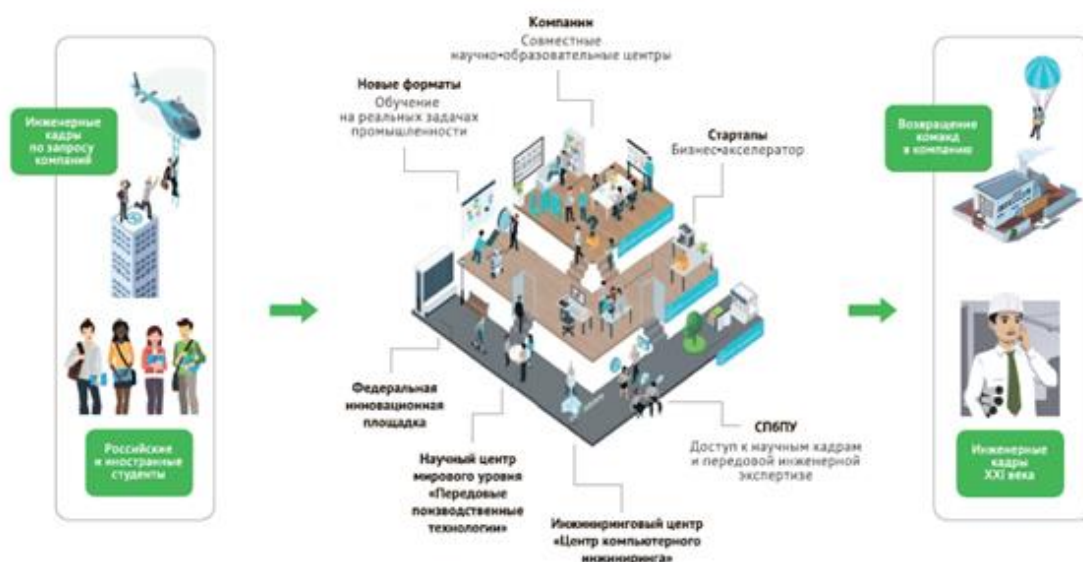 Инженерные
кадры
по запросу
компаний
Российские
и иностранные
студенты
Компании
Совместные
научно-образовательные центры
Новые форматы
Обучение
на реальных задачах
промышленности
Стартапы
Бизнес-акселератор
Федеральная
инновационная
площадка
Научный центр
мирового уровня
«Передовые
поизводственные
технологии»
Инжиниринговый центр
«Центр компьютерного
инжиниринга»
СПбПУ
Доступ к научным кадрам
и передовой инженерной
экспертизе
Возвращение
команд
в компанию
Инженерные
кадры
XXI века